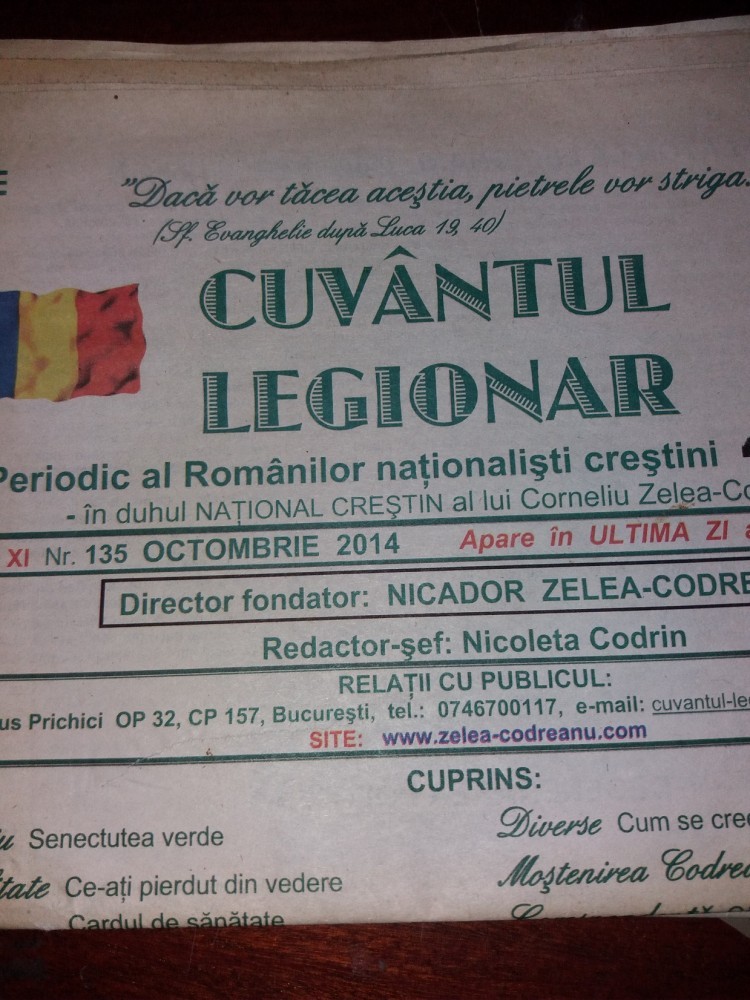 E
"Dacă vor tăcea aceştia, pietrele vor striga.
(Sf. Evanghelie după Luca 19, 40)
CUVÂNTUL
LEGIONAR
Periodic al Românilor naţionalişti creştini
- în duhul NAŢIONAL CREŞTIN al lui Corneliu Zelea-Co
XI Nr. 135 OCTOMBRIE 2014 Apare în ULTIMA ZI a
Director fondator: NICADOR ZELEA-CODRE
Redactor-şef: Nicoleta Codrin
RELAŢII CU PUBLICUL:
us Prichici OP 32, CP 157, Bucureşti, tel.: 0746700117, e-mail: cuvantul-le
SITE: www.zelea-codreanu.com
CUPRINS:
Senectutea verde
Diverse Cum se cree
tate Ce-aţi pierdut din vedere
Moştenirea Codre
Cardul de sănătate